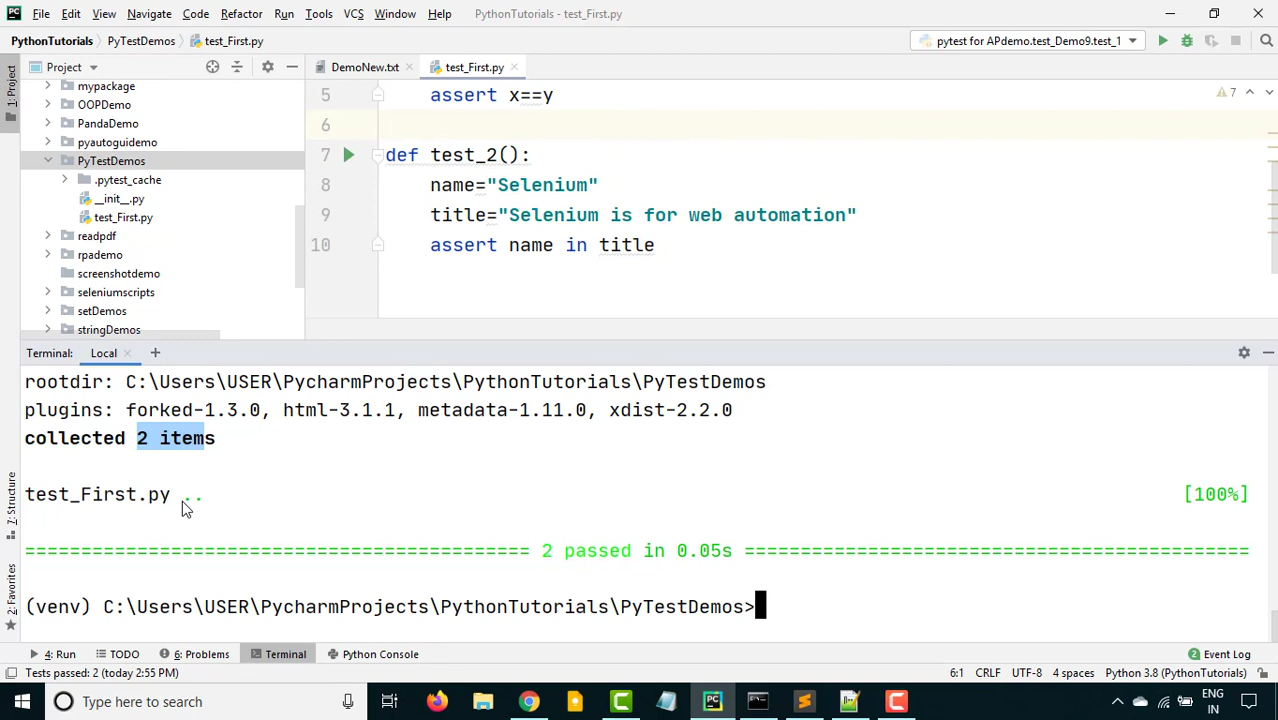 File Edit View Navigate Code Refactor Run Tools VCS Window Help PythonTutorials - test_First.py
PythonTutorials PyTestDemos test_First.py pytest for APdemo.test_Demo9.test_1
1: Project
Project
DemoNew.txt test_First.py
mypackage
OOPDemo
PandaDemo
pyautoguidemo
PyTestDemos
.pytest_cache
__init__.py
test_First.py
readpdf
rpademo
screenshotdemo
seleniumscripts
setDemos
stringDemos
5 assert x==y
7
6
7 def test_2():
8 name="Selenium"
9 title="Selenium is for web automation"
10 assert name in title
Terminal: Local +
rootdir: C:\Users\USER\PycharmProjects\PythonTutorials\PyTestDemos
plugins: forked-1.3.0, html-3.1.1, metadata-1.11.0, xdist-2.2.0
collected 2 items
test_First.py .. [100%]
============================================= 2 passed in 0.05s =============================================
(venv) C:\Users\USER\PycharmProjects\PythonTutorials\PyTestDemos>
7: Structure
2: Favorites
4: Run TODO 6: Problems Terminal Python Console 2 Event Log
Tests passed: 2 (today 2:55 PM) 6:1 CRLF UTF-8 4 spaces Python 3.8 (PythonTutorials)
Type here to search
ENG
IN